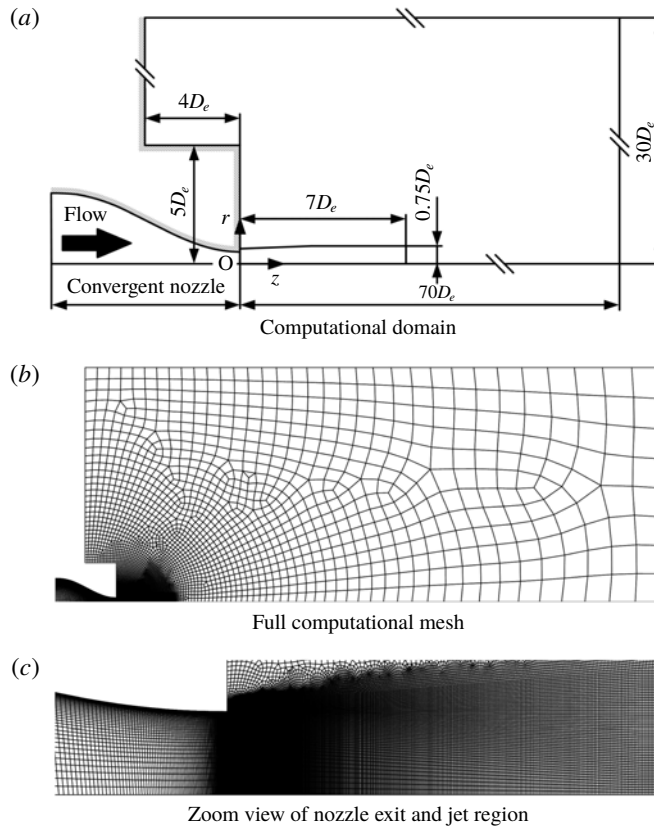 (a)
4Dₑ
5Dₑ
Flow
r
7Dₑ
0.75Dₑ
30Dₑ
O
z
Convergent nozzle
70Dₑ
Computational domain
(b)
Full computational mesh
(c)
Zoom view of nozzle exit and jet region